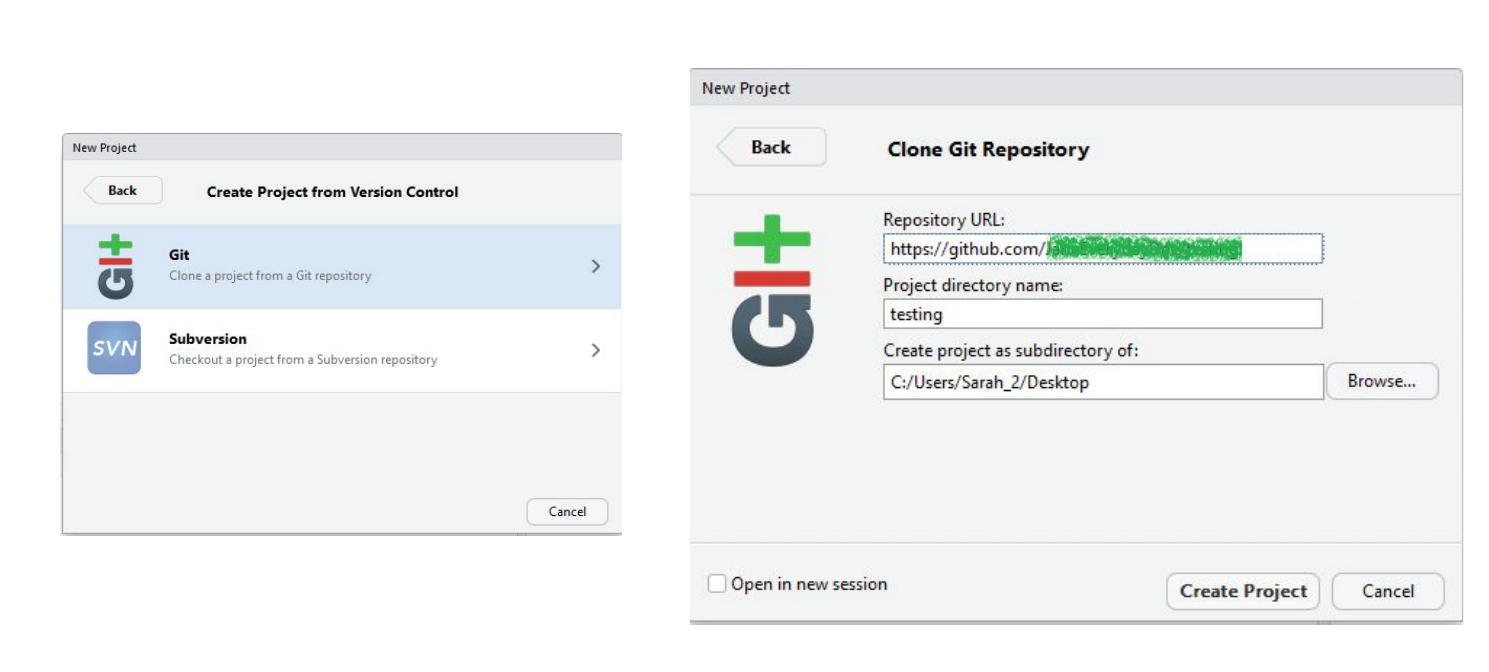 New Project
Back
Create Project from Version Control
Git
Git
Clone a project from a Git repository
SVN
Subversion
Checkout a project from a Subversion repository
Cancel
New Project
Back
Clone Git Repository
Git
Repository URL:
https://github.com/
Project directory name:
testing
Create project as subdirectory of:
C:/Users/Sarah_2/Desktop
Browse...
Open in new session
Create Project
Cancel